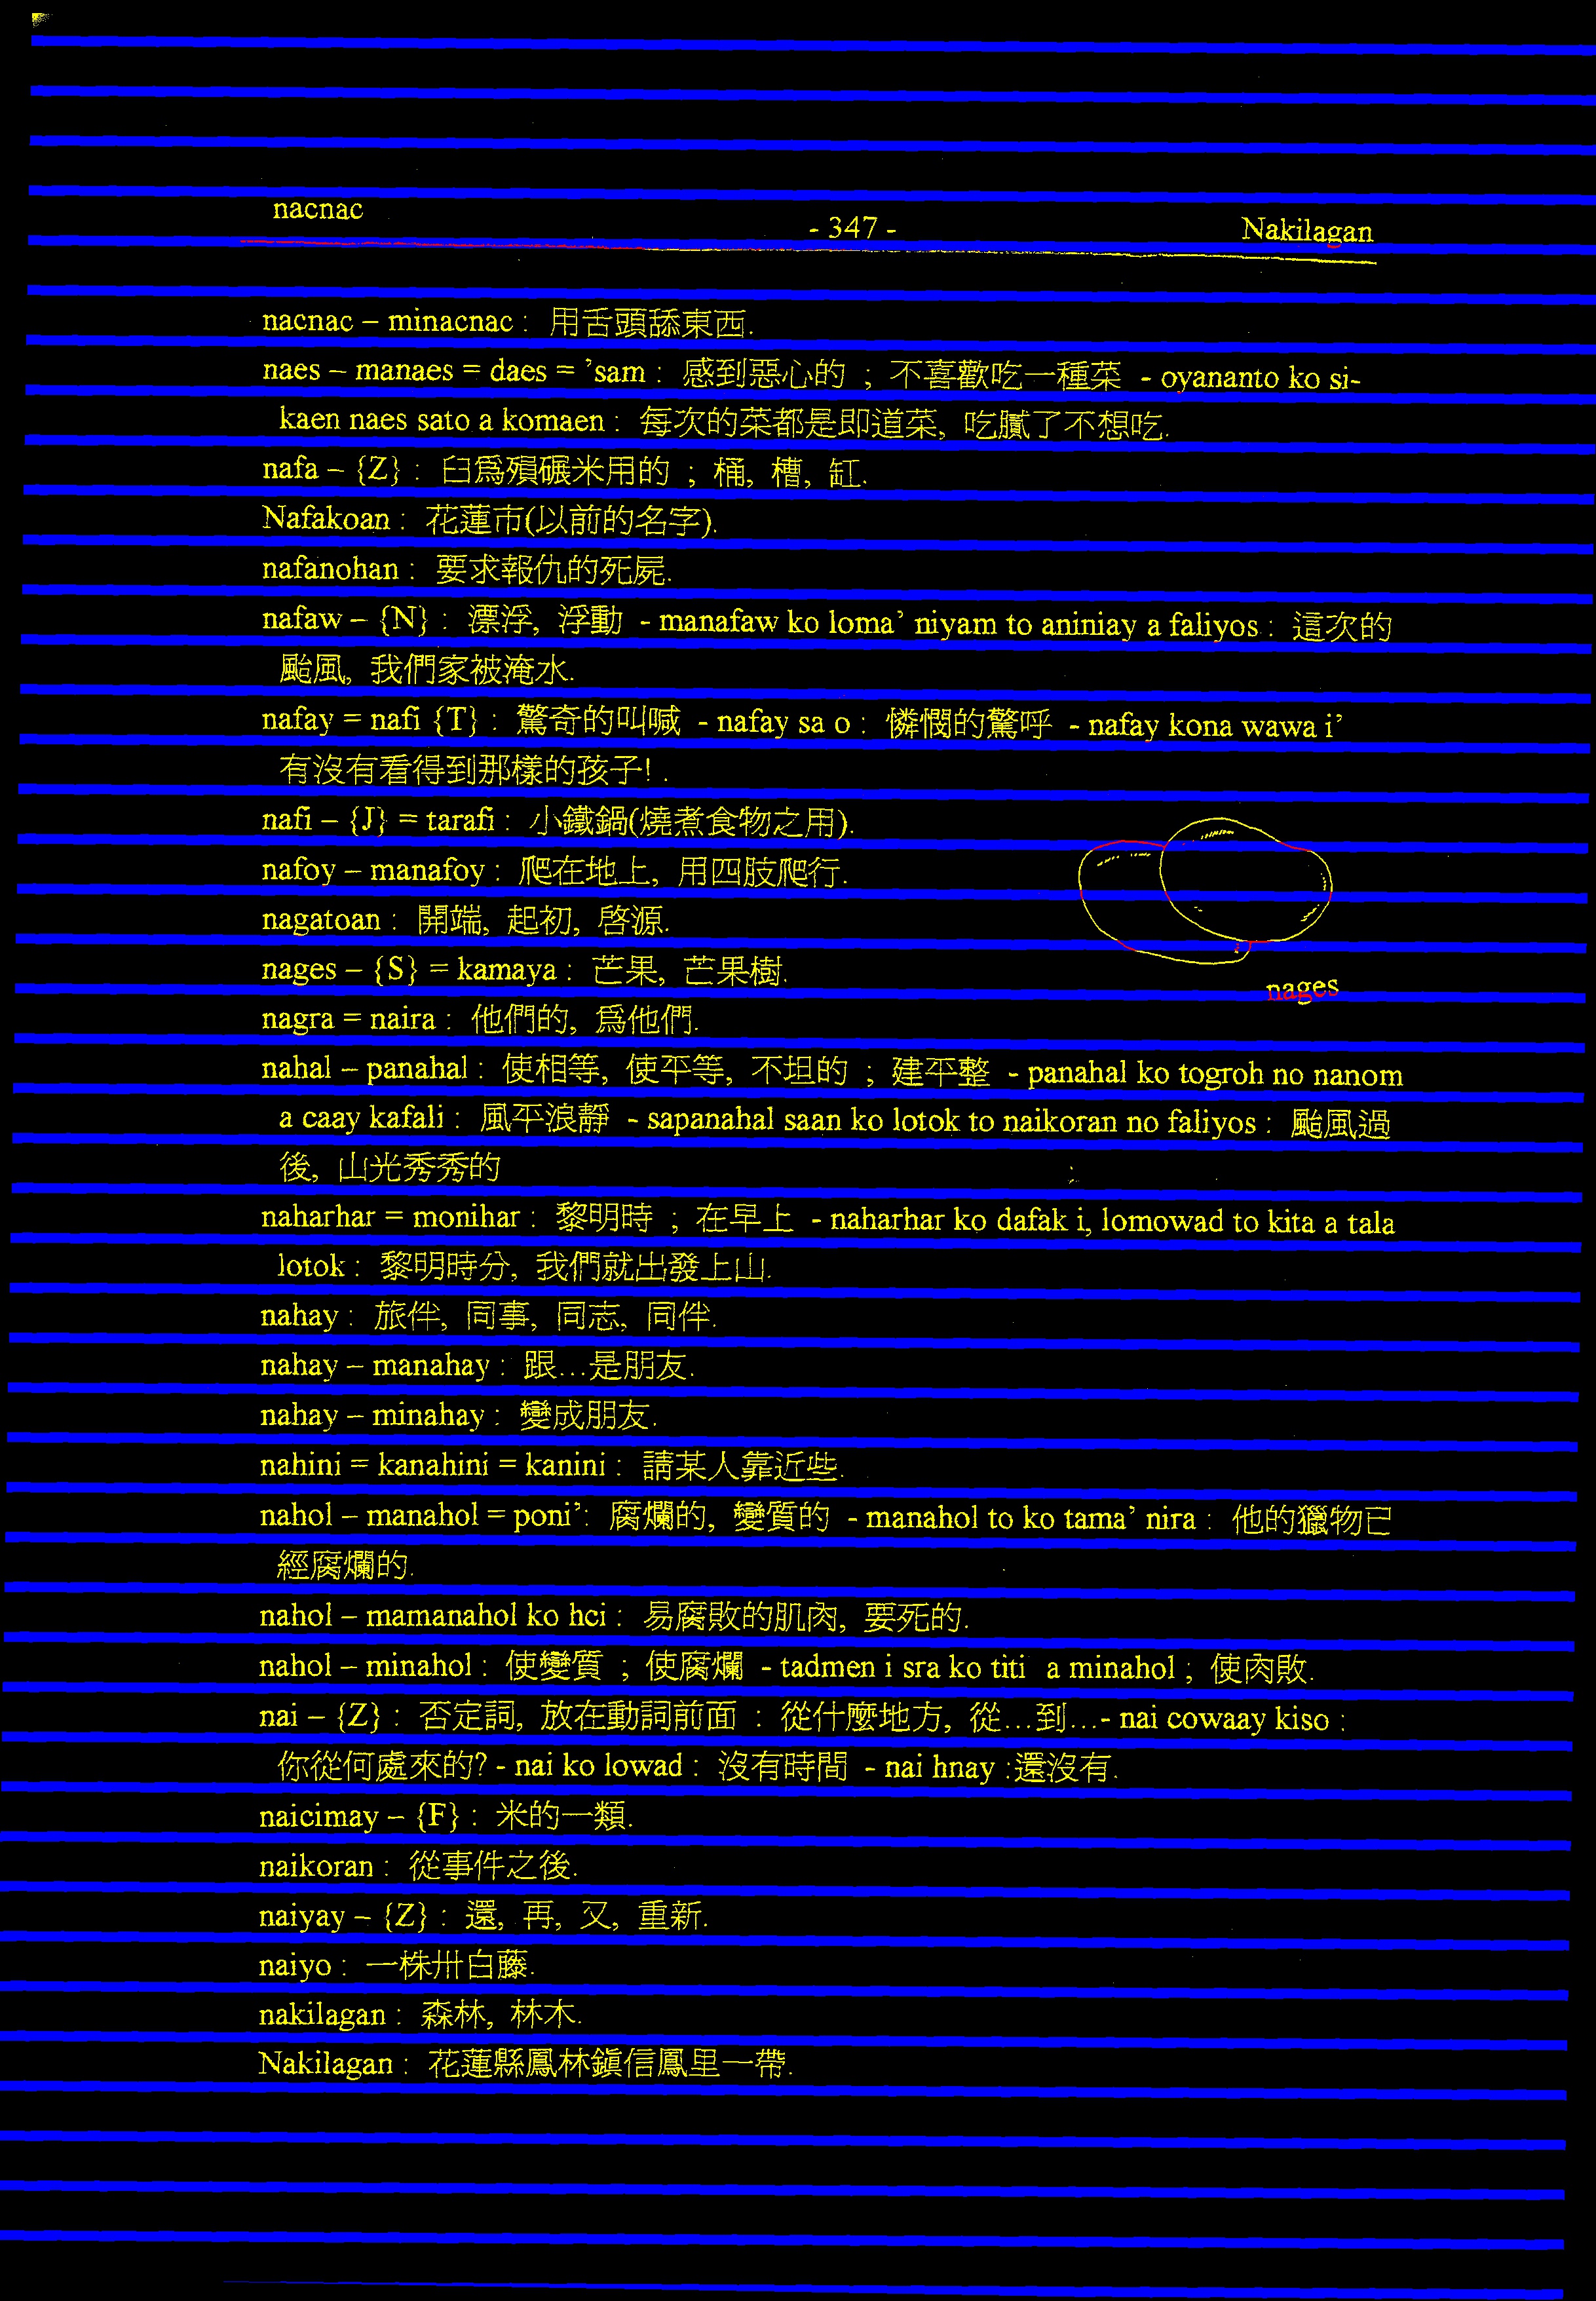 nacnac - 347 - Nakilagan
nacnac – minacnac : 用舌頭舔東西.
naes – manaes = daes = ’sam : 感到惡心的 ; 不喜歡吃一種菜 - oyananto ko si-
kaen naes sato a komaen : 每次的菜都是即道菜, 吃膩了不想吃.
nafa – {Z} : 臼爲殞碾米用的 ; 桶, 槽, 缸.
Nafakoan : 花蓮市(以前的名字).
nafanohan : 要求報仇的死屍.
nafaw – {N} : 漂浮, 浮動 - manafaw ko loma’ niyam to aniniay a faliyos : 這次的
颱風, 我們家被淹水.
nafay = nafi {T} : 驚奇的叫喊 - nafay sa o : 憐憫的驚呼 - nafay kona wawa i’
有沒有看得到那樣的孩子! .
nafi – {J} = tarafi : 小鐵鍋(燒煮食物之用).
nafoy – manafoy : 爬在地上, 用四肢爬行.
nagatoan : 開端, 起初, 啓源.
nages – {S} = kamaya : 芒果, 芒果樹.
nages
nagra = naira : 他們的, 爲他們.
nahal – panahal : 使相等, 使平等, 不坦的 ; 建平整 - panahal ko togroh no nanom
a caay kafali : 風平浪靜 - sapanahal saan ko lotok to naikoran no faliyos : 颱風過
後, 山光秀秀的
naharhar = monihar : 黎明時 ; 在早上 - naharhar ko dafak i, lomowad to kita a tala
lotok : 黎明時分, 我們就出發上山.
nahay : 旅伴, 同事, 同志, 同伴.
nahay – manahay : 跟...是朋友.
nahay – minahay : 變成朋友.
nahini = kanahini = kanini : 請某人靠近些.
nahol – manahol = poni’: 腐爛的, 變質的 - manahol to ko tama’ nira : 他的獵物已
經腐爛的.
nahol – mamanahol ko hci : 易腐敗的肌肉, 要死的.
nahol – minahol : 使變質 ; 使腐爛 - tadmen i sra ko titi a minahol ; 使肉敗.
nai – {Z} : 否定詞, 放在動詞前面 : 從什麼地方, 從...到...- nai cowaay kiso :
你從何處來的? - nai ko lowad : 沒有時間 - nai hnay :還沒有.
naicimay – {F} : 米的一類.
naikoran : 從事件之後.
naiyay – {Z} : 還, 再, 又, 重新.
naiyo : 一株卅白藤.
nakilagan : 森林, 林木.
Nakilagan : 花蓮縣鳳林鎭信鳳里一帶.